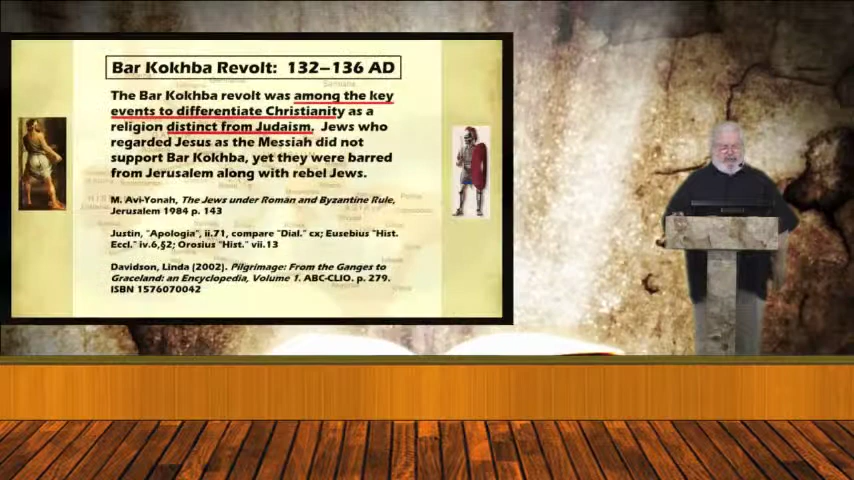 Bar Kokhba Revolt: 132–136 AD
The Bar Kokhba revolt was among the key
events to differentiate Christianity as a
religion distinct from Judaism. Jews who
regarded Jesus as the Messiah did not
support Bar Kokhba, yet they were barred
from Jerusalem along with rebel Jews.
M. Avi-Yonah, The Jews under Roman and Byzantine Rule,
Jerusalem 1984 p. 143
Justin, "Apologia", ii.71, compare "Dial." cx; Eusebius "Hist.
Eccl." iv.6,§2; Orosius "Hist." vii.13
Davidson, Linda (2002). Pilgrimage: From the Ganges to
Graceland: an Encyclopedia, Volume 1. ABC-CLIO. p. 279.
ISBN 1576070042